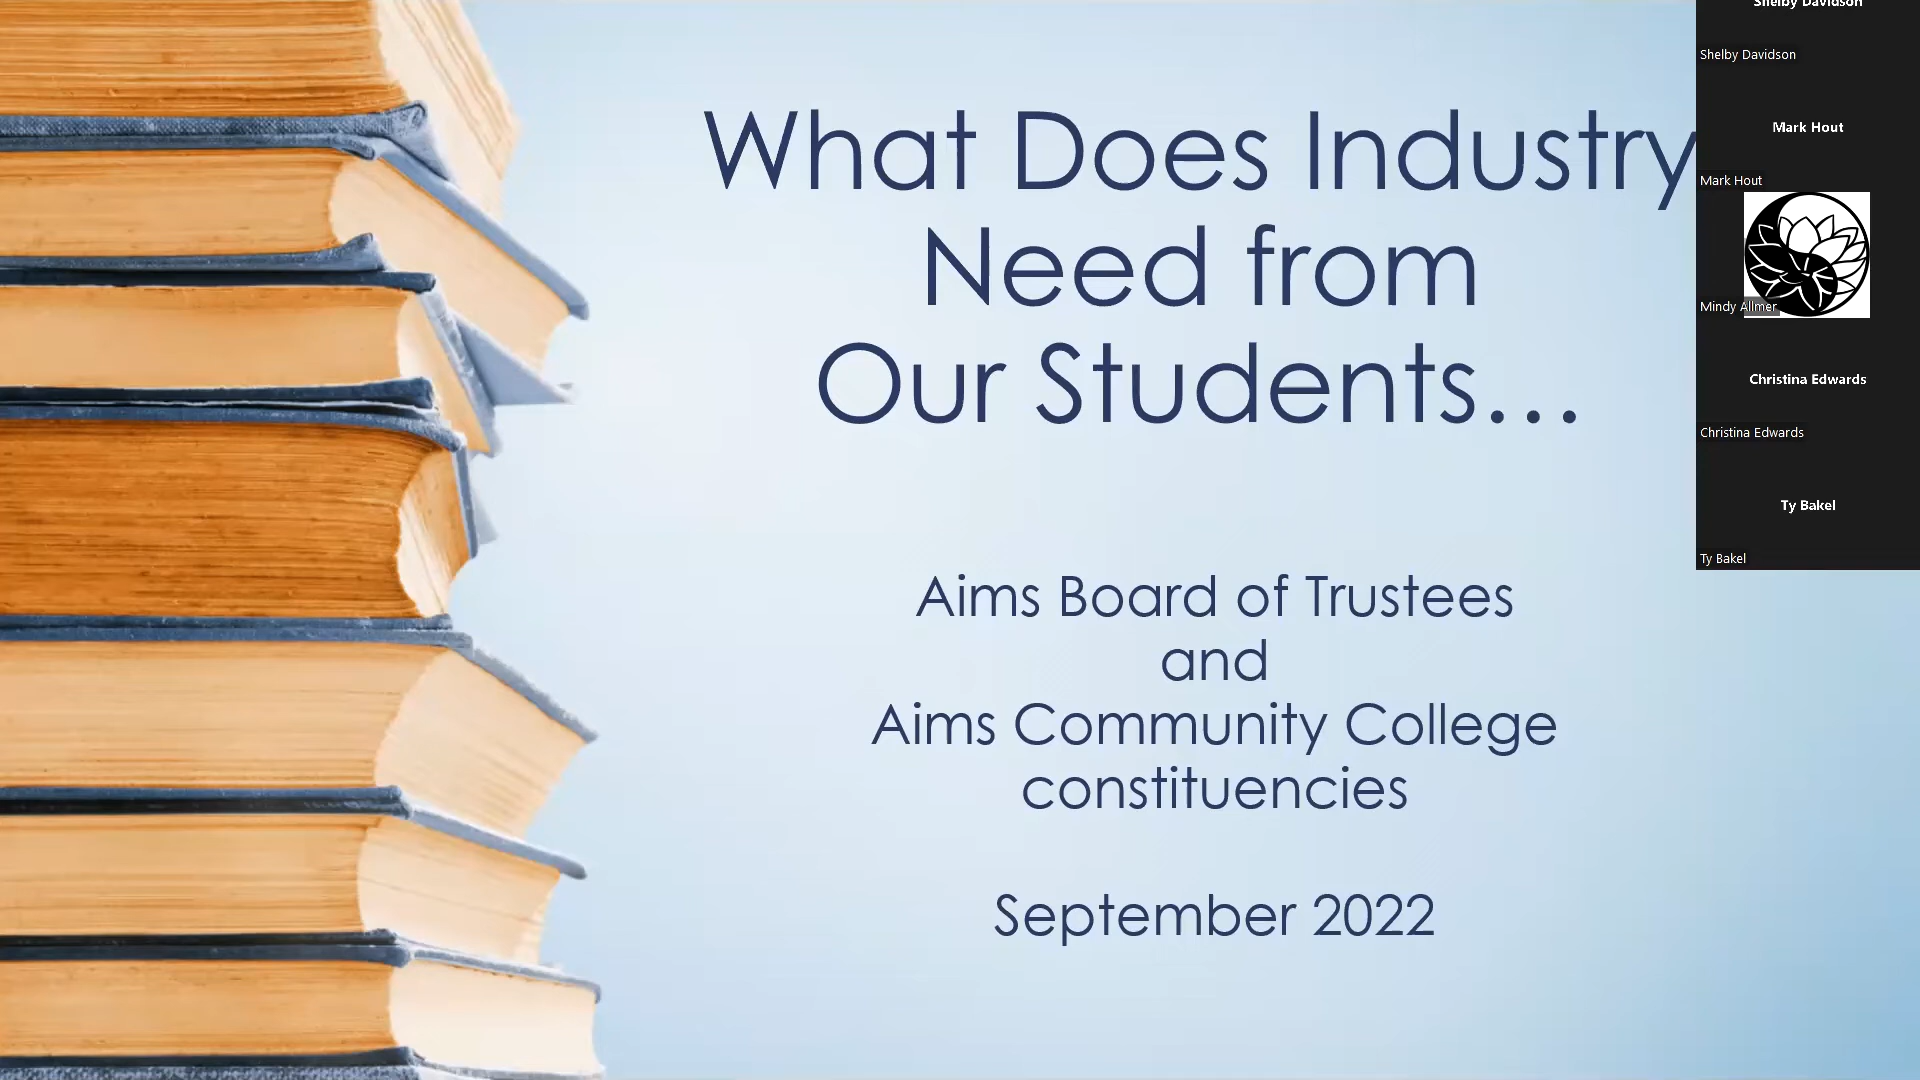 What Does Industry
Need from
Our Students...
Aims Board of Trustees
and
Aims Community College
constituencies
September 2022
Shelby Davidson
Shelby Davidson
Mark Hout
Mark Hout
Mindy Allmer
Christina Edwards
Christina Edwards
Ty Bakel
Ty Bakel